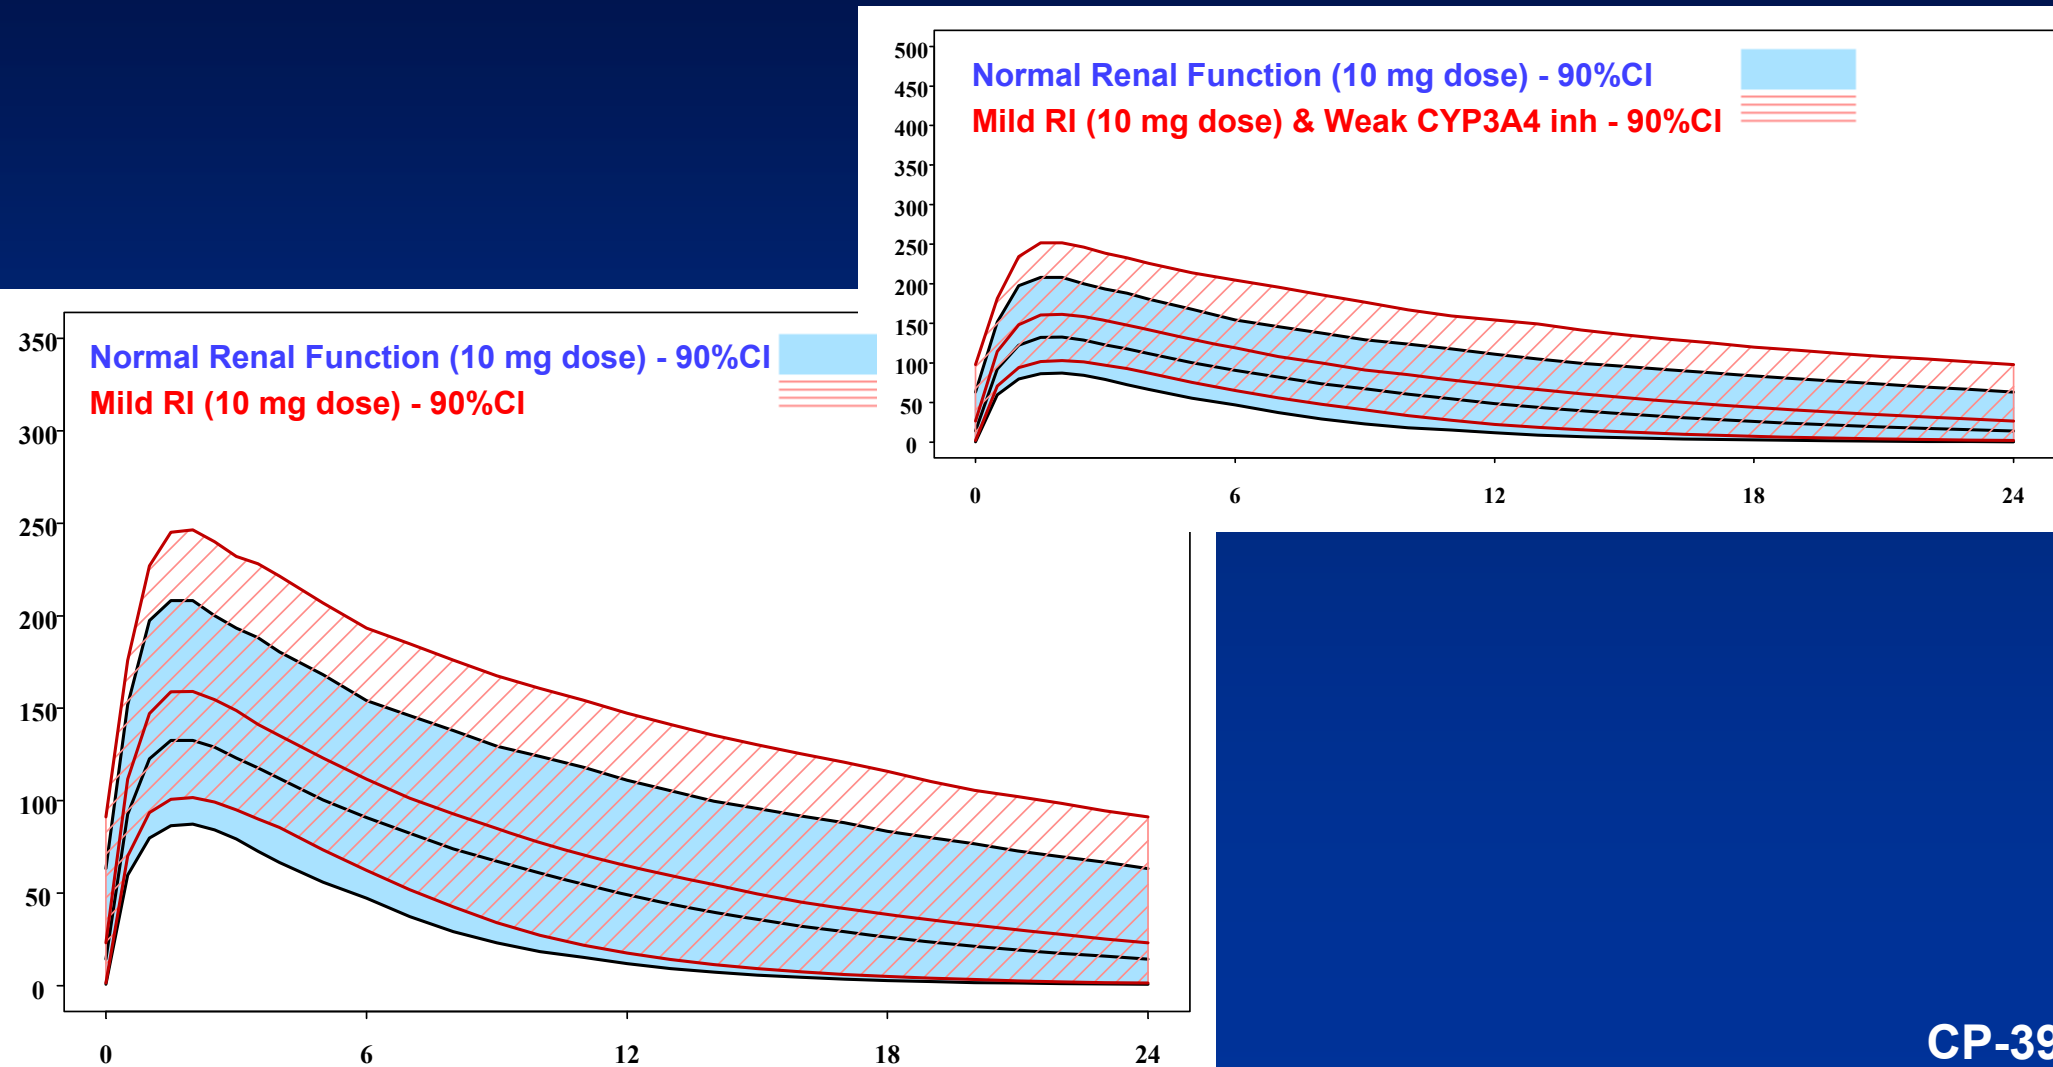 500
450
400
350
300
250
200
150
100
50
0
Normal Renal Function (10 mg dose) - 90%CI
Mild RI (10 mg dose) & Weak CYP3A4 inh - 90%CI
0 6 12 18 24
350
300
250
200
150
100
50
0
Normal Renal Function (10 mg dose) - 90%CI
Mild RI (10 mg dose) - 90%CI
0 6 12 18 24
CP-39